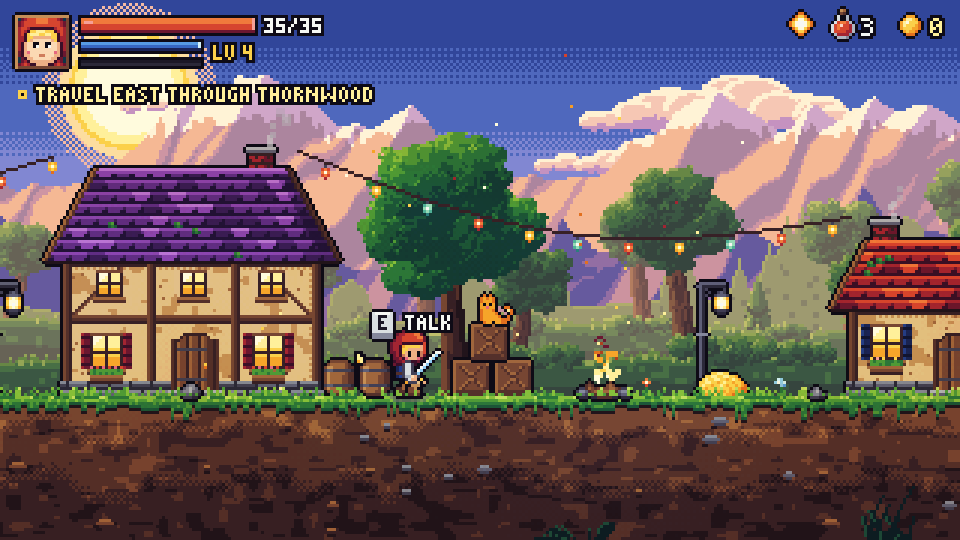 35/35
3
0
LV 4
TRAVEL EAST THROUGH THORNWOOD
E TALK